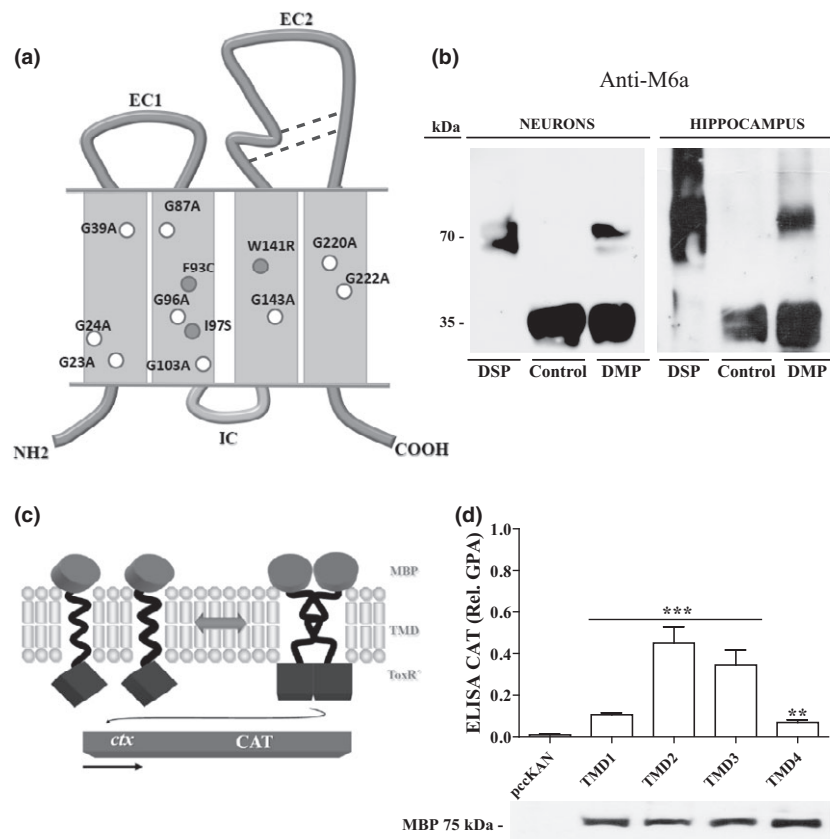 (a)
EC2
EC1
G87A
G39A
W141R
G220A
F93C
G222A
G96A
G143A
G24A
I97S
G23A
G103A
IC
NH2
COOH
(b)
Anti-M6a
kDa
NEURONS
HIPPOCAMPUS
70 -
35 -
DSP Control DMP
DSP Control DMP
(c)
MBP
TMD
ToxR'
ctx
CAT
(d)
ELISA CAT (Rel. GPA)
1.0
0.8
0.6
0.4
0.2
0.0
***
**
pccKAN
TMD1
TMD2
TMD3
TMD4
MBP 75 kDa -